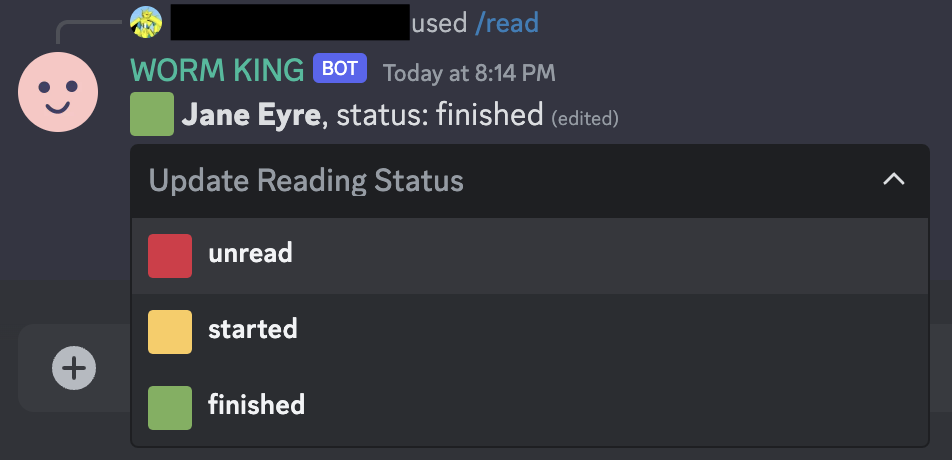 used /read
WORM KING BOT Today at 8:14 PM
Jane Eyre, status: finished (edited)
Update Reading Status
unread
started
finished